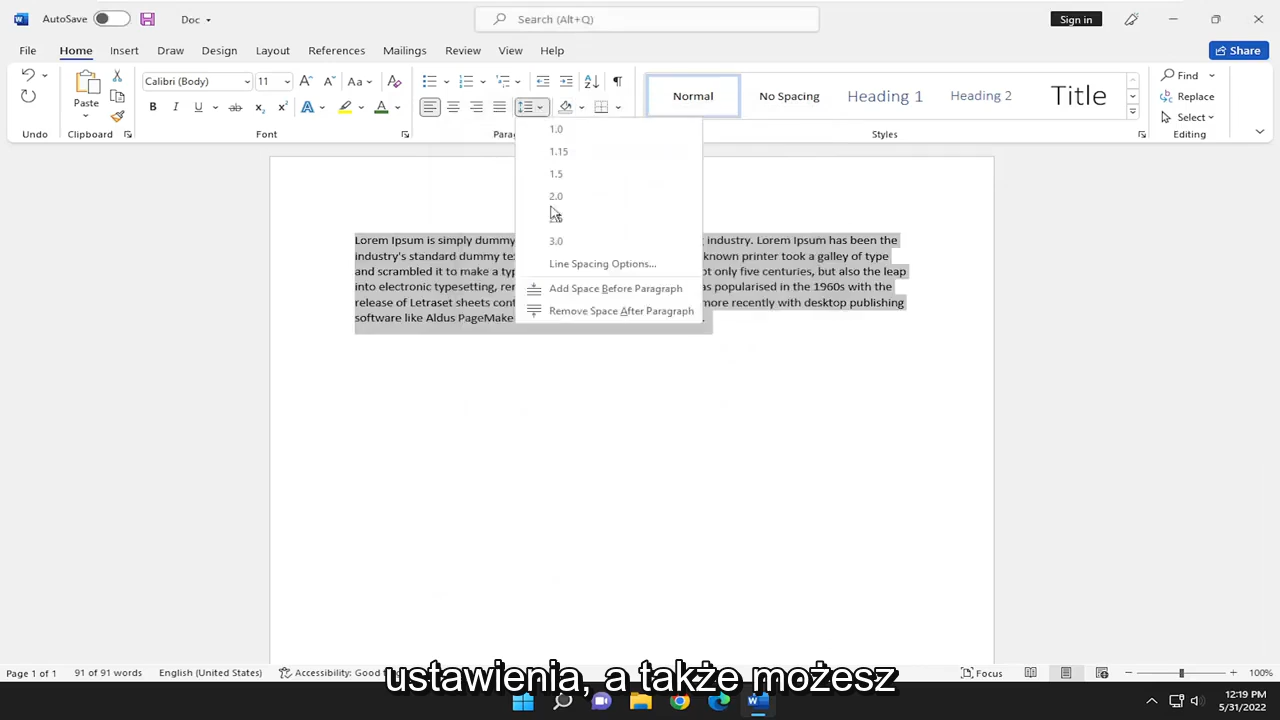 AutoSave
Doc
Search (Alt+Q)
Sign in
File Home Insert Draw Design Layout References Mailings Review View Help
Share
Paste
Calibri (Body) 11
Aa
Normal
No Spacing
Heading 1
Heading 2
Title
Find
Replace
Select
Undo Clipboard Font Styles Editing
1.0
1.15
1.5
2.0
3.0
Line Spacing Options...
Add Space Before Paragraph
Remove Space After Paragraph
Lorem Ipsum is simply dummy industry. Lorem Ipsum has been the
industry's standard dummy known printer took a galley of type
and scrambled it to make a only five centuries, but also the leap
into electronic typesetting, popularised in the 1960s with the
release of Letraset sheets more recently with desktop publishing
software like Aldus PageMaker
Page 1 of 1 91 of 91 words English (United States) Accessibility: Good Focus 100%
ustawienia, a także możesz
12:19 PM
5/31/2022